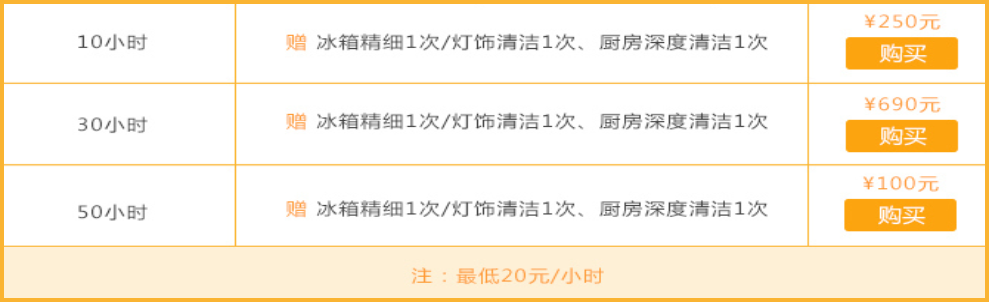 10小时
赠 冰箱精细1次/灯饰清洁1次、厨房深度清洁1次
¥250元
购买
30小时
赠 冰箱精细1次/灯饰清洁1次、厨房深度清洁1次
¥690元
购买
50小时
赠 冰箱精细1次/灯饰清洁1次、厨房深度清洁1次
¥100元
购买
注：最低20元/小时